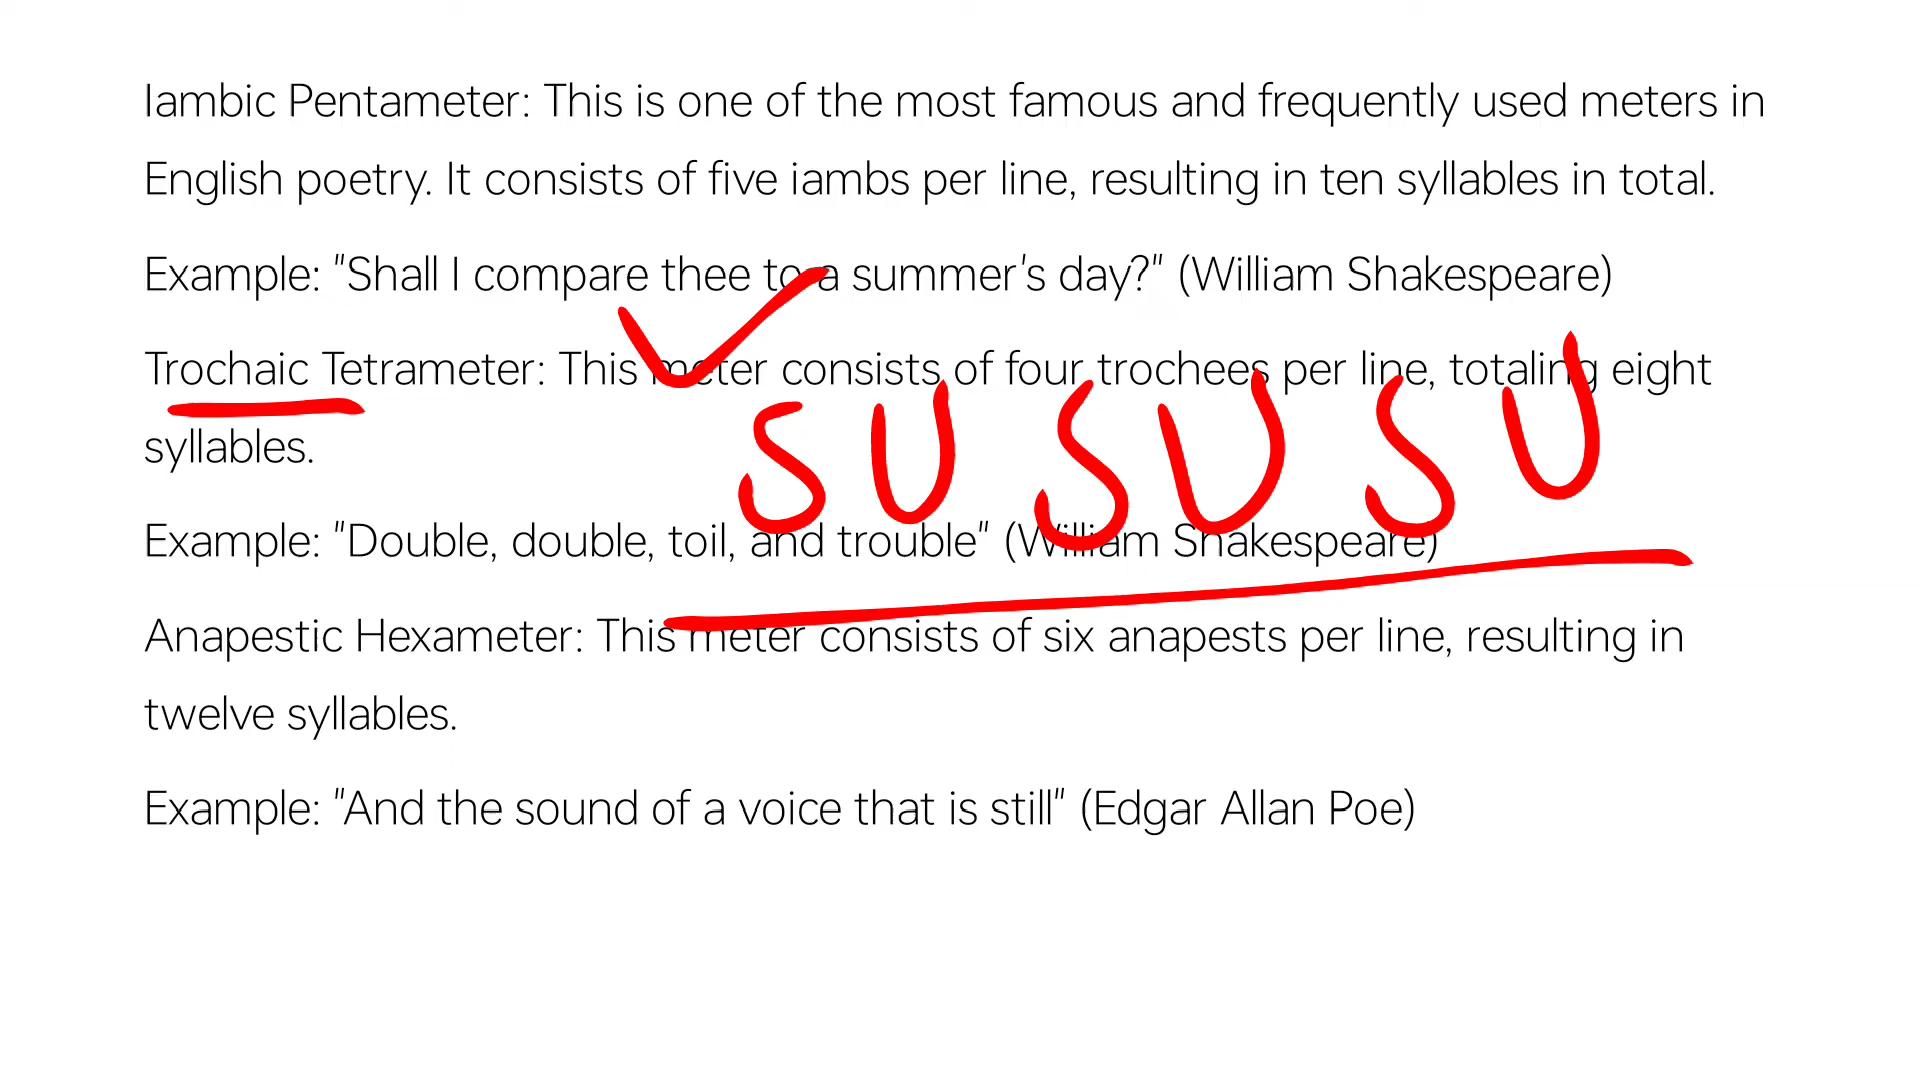 Iambic Pentameter: This is one of the most famous and frequently used meters in
English poetry. It consists of five iambs per line, resulting in ten syllables in total.
Example: "Shall I compare thee to a summer's day?" (William Shakespeare)
Trochaic Tetrameter: This meter consists of four trochees per line, totaling eight
syllables.
S U S U S U
Example: "Double, double, toil, and trouble" (William Shakespeare)
Anapestic Hexameter: This meter consists of six anapests per line, resulting in
twelve syllables.
Example: "And the sound of a voice that is still" (Edgar Allan Poe)